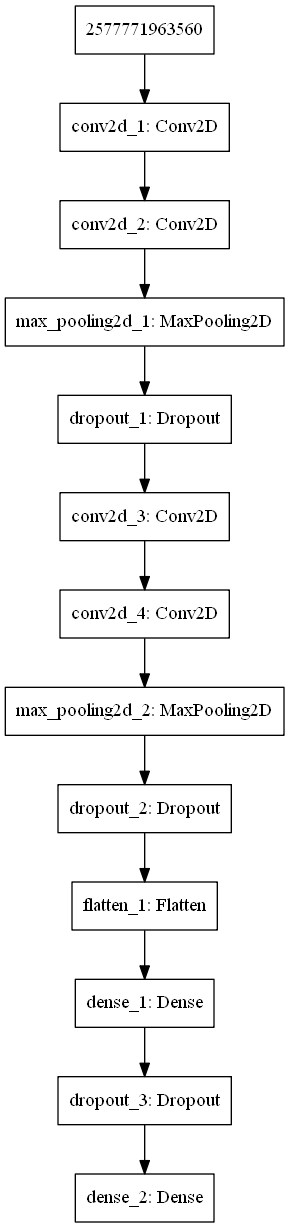 2577771963560
conv2d_1: Conv2D
conv2d_2: Conv2D
max_pooling2d_1: MaxPooling2D
dropout_1: Dropout
conv2d_3: Conv2D
conv2d_4: Conv2D
max_pooling2d_2: MaxPooling2D
dropout_2: Dropout
flatten_1: Flatten
dense_1: Dense
dropout_3: Dropout
dense_2: Dense